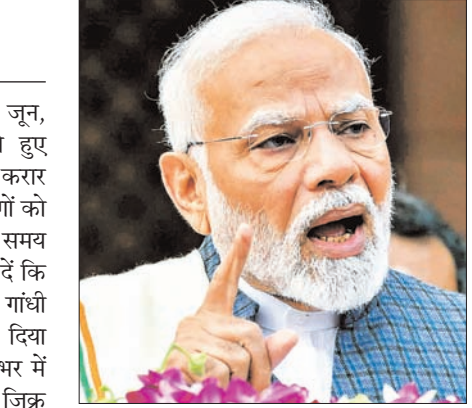 जून,
हुए
करार
समय
दें कि
गांधी
दिया
भर में
जिक्र